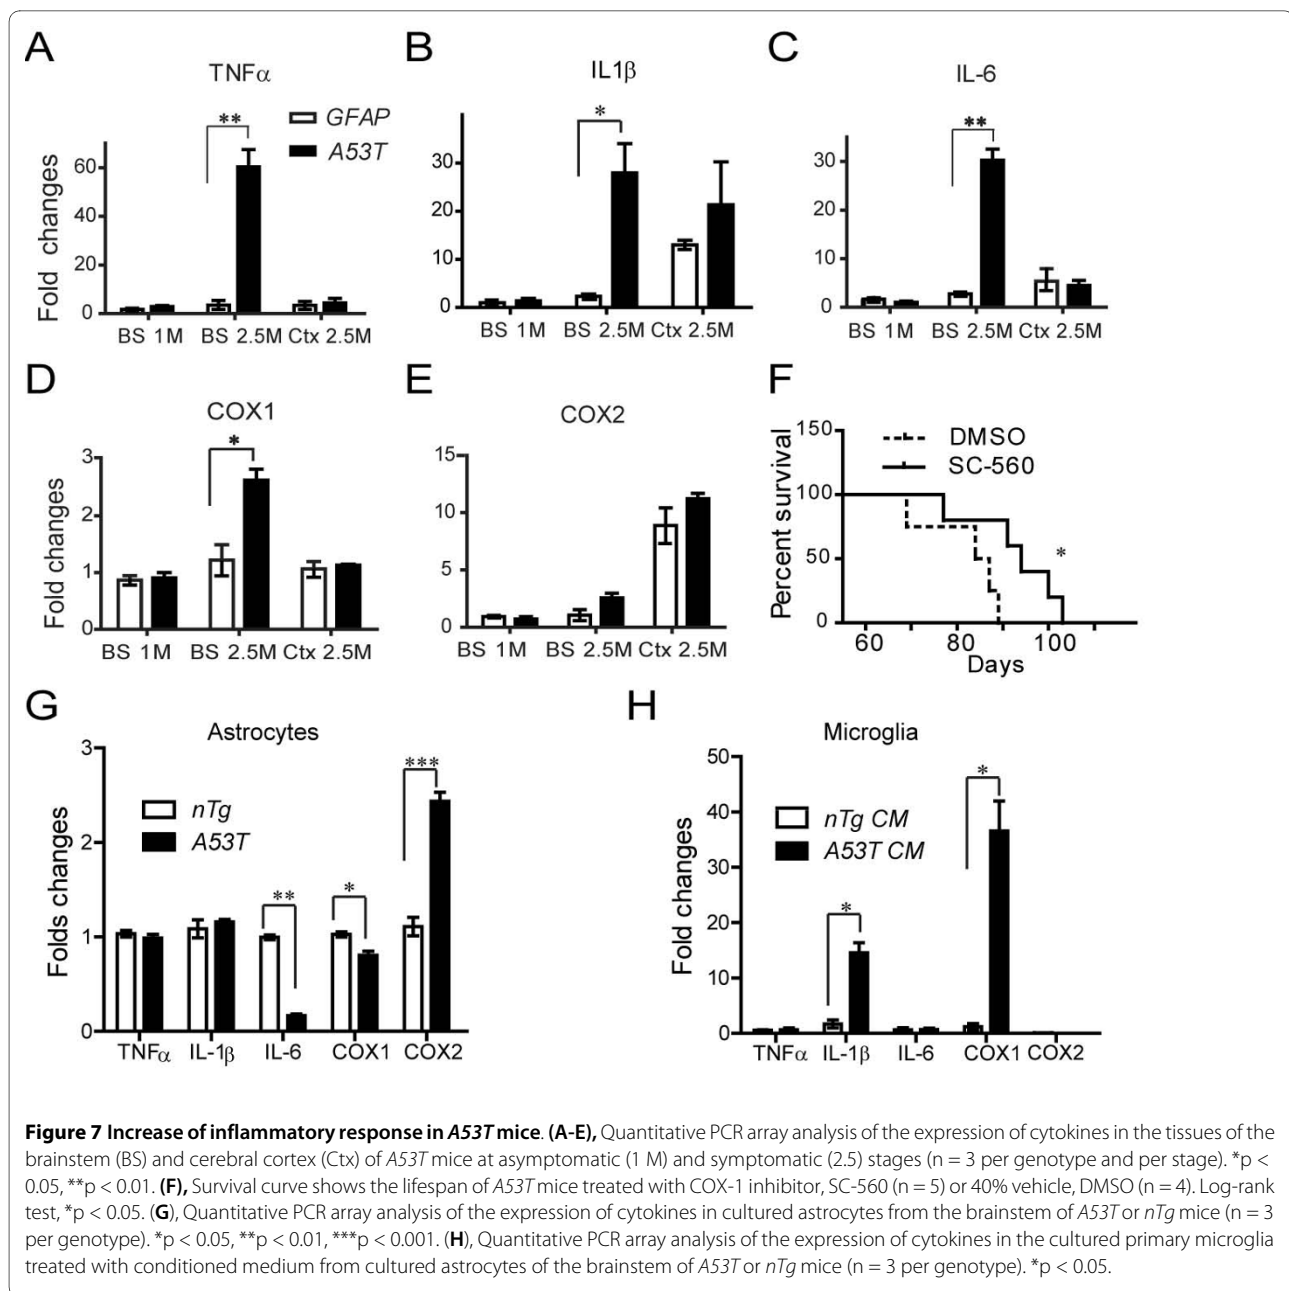 A
TNFα
GFAP
A53T
**
Fold changes
60
40
20
0
BS 1M
BS 2.5M
Ctx 2.5M
B
IL1β
*
30
20
10
0
BS 1M
BS 2.5M
Ctx 2.5M
C
IL-6
**
30
20
10
0
BS 1M
BS 2.5M
Ctx 2.5M
D
COX1
*
Fold changes
3
2
1
0
BS 1M
BS 2.5M
Ctx 2.5M
E
COX2
15
10
5
0
BS 1M
BS 2.5M
Ctx 2.5M
F
DMSO
SC-560
Percent survival
150
100
50
0
*
60
80
100
Days
G
Astrocytes
nTg
A53T
Folds changes
3
2
1
0
**
*
***
TNFα
IL-1β
IL-6
COX1
COX2
H
Microglia
nTg CM
A53T CM
Fold changes
50
40
30
20
10
0
*
*
TNFα
IL-1β
IL-6
COX1
COX2
Figure 7 Increase of inflammatory response in A53T mice. (A-E), Quantitative PCR array analysis of the expression of cytokines in the tissues of the
brainstem (BS) and cerebral cortex (Ctx) of A53T mice at asymptomatic (1 M) and symptomatic (2.5) stages (n = 3 per genotype and per stage). *p <
0.05, **p < 0.01. (F), Survival curve shows the lifespan of A53T mice treated with COX-1 inhibitor, SC-560 (n = 5) or 40% vehicle, DMSO (n = 4). Log-rank
test, *p < 0.05. (G), Quantitative PCR array analysis of the expression of cytokines in cultured astrocytes from the brainstem of A53T or nTg mice (n = 3
per genotype). *p < 0.05, **p < 0.01, ***p < 0.001. (H), Quantitative PCR array analysis of the expression of cytokines in the cultured primary microglia
treated with conditioned medium from cultured astrocytes of the brainstem of A53T or nTg mice (n = 3 per genotype). *p < 0.05.